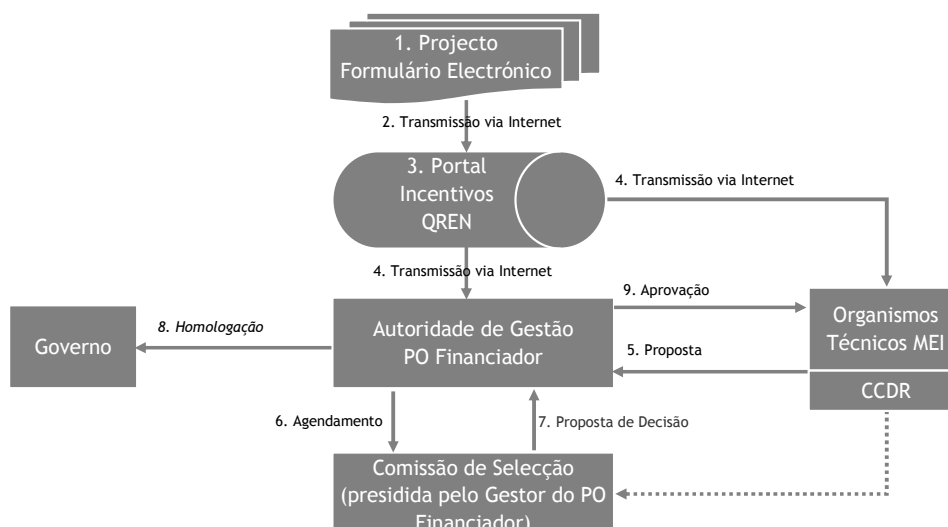 1. Projecto
Formulário Electrónico
2. Transmissão via Internet
3. Portal
Incentivos
QREN
4. Transmissão via Internet
4. Transmissão via Internet
9. Aprovação
Organismos
Técnicos MEI
8. Homologação
Governo
Autoridade de Gestão
PO Financiador
5. Proposta
CCDR
6. Agendamento
7. Proposta de Decisão
Comissão de Selecção
(presidida pelo Gestor do PO
Financiador)